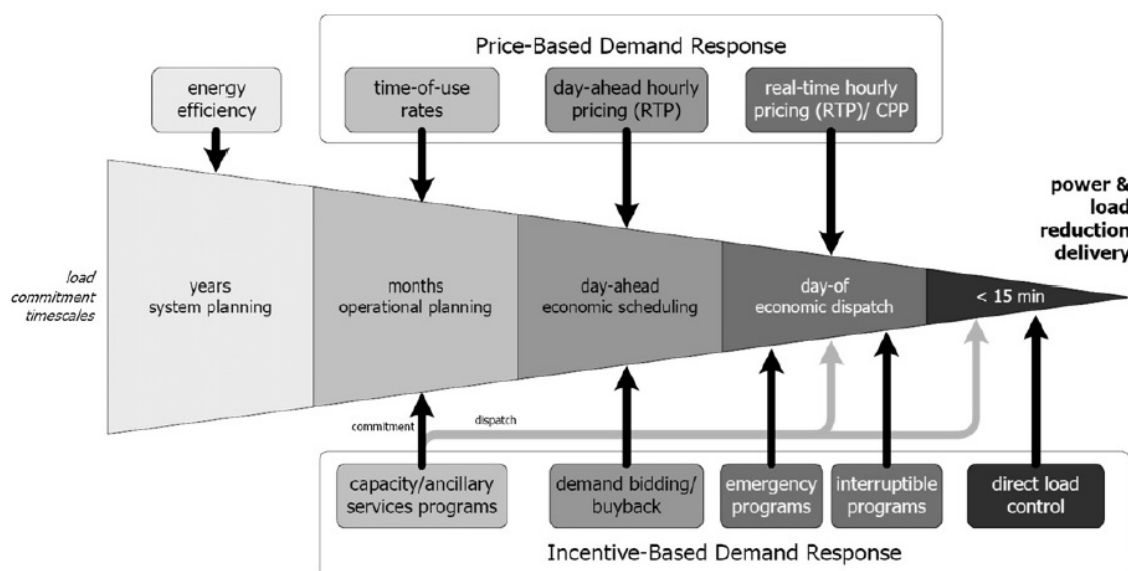 Price-Based Demand Response
energy
efficiency
time-of-use
rates
day-ahead hourly
pricing (RTP)
real-time hourly
pricing (RTP)/ CPP
power &
load
reduction
delivery
load
commitment
timescales
years
system planning
months
operational planning
day-ahead
economic scheduling
day-of
economic dispatch
< 15 min
commitment
dispatch
capacity/ancillary
services programs
demand bidding/
buyback
emergency
programs
interruptible
programs
direct load
control
Incentive-Based Demand Response